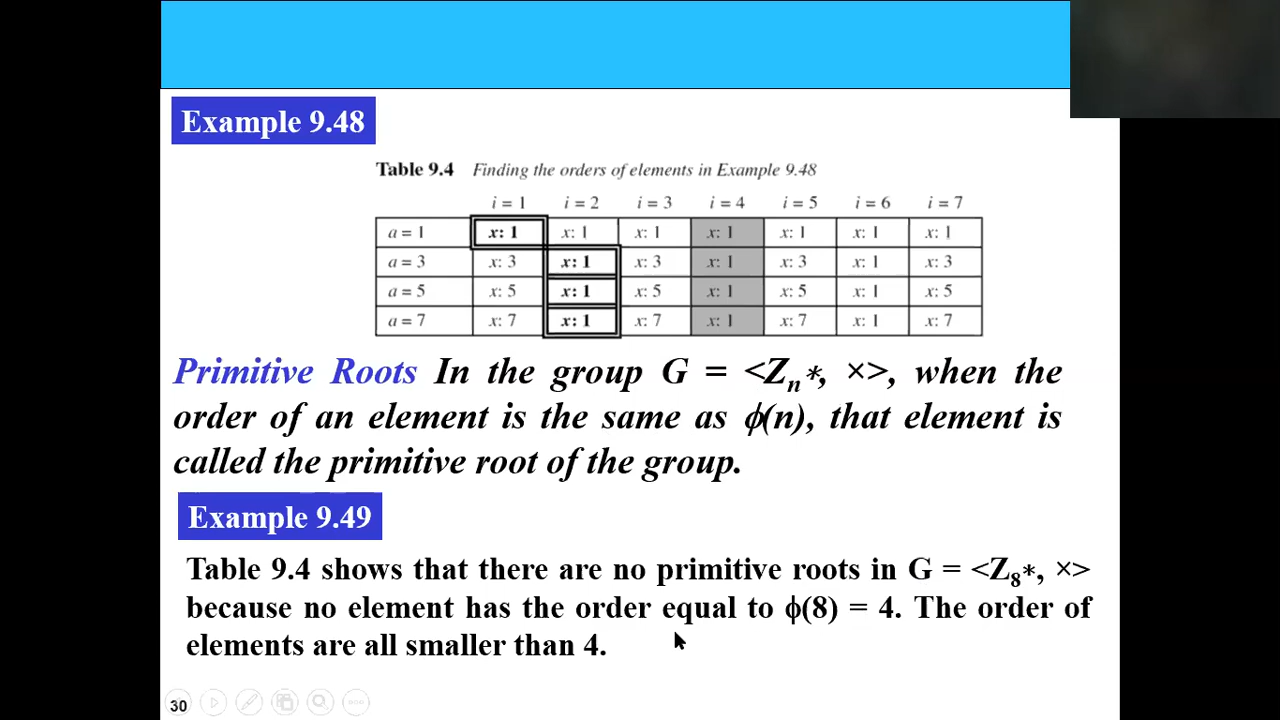 Example 9.48
Table 9.4 Finding the orders of elements in Example 9.48
i = 1 i = 2 i = 3 i = 4 i = 5 i = 6 i = 7
a = 1 x: 1 x: 1 x: 1 x: 1 x: 1 x: 1 x: 1
a = 3 x: 3 x: 1 x: 3 x: 1 x: 3 x: 1 x: 3
a = 5 x: 5 x: 1 x: 5 x: 1 x: 5 x: 1 x: 5
a = 7 x: 7 x: 1 x: 7 x: 1 x: 7 x: 1 x: 7
Primitive Roots In the group G = <Zn∗, ×>, when the
order of an element is the same as ϕ(n), that element is
called the primitive root of the group.
Example 9.49
Table 9.4 shows that there are no primitive roots in G = <Z8∗, ×>
because no element has the order equal to ϕ(8) = 4. The order of
elements are all smaller than 4.
30